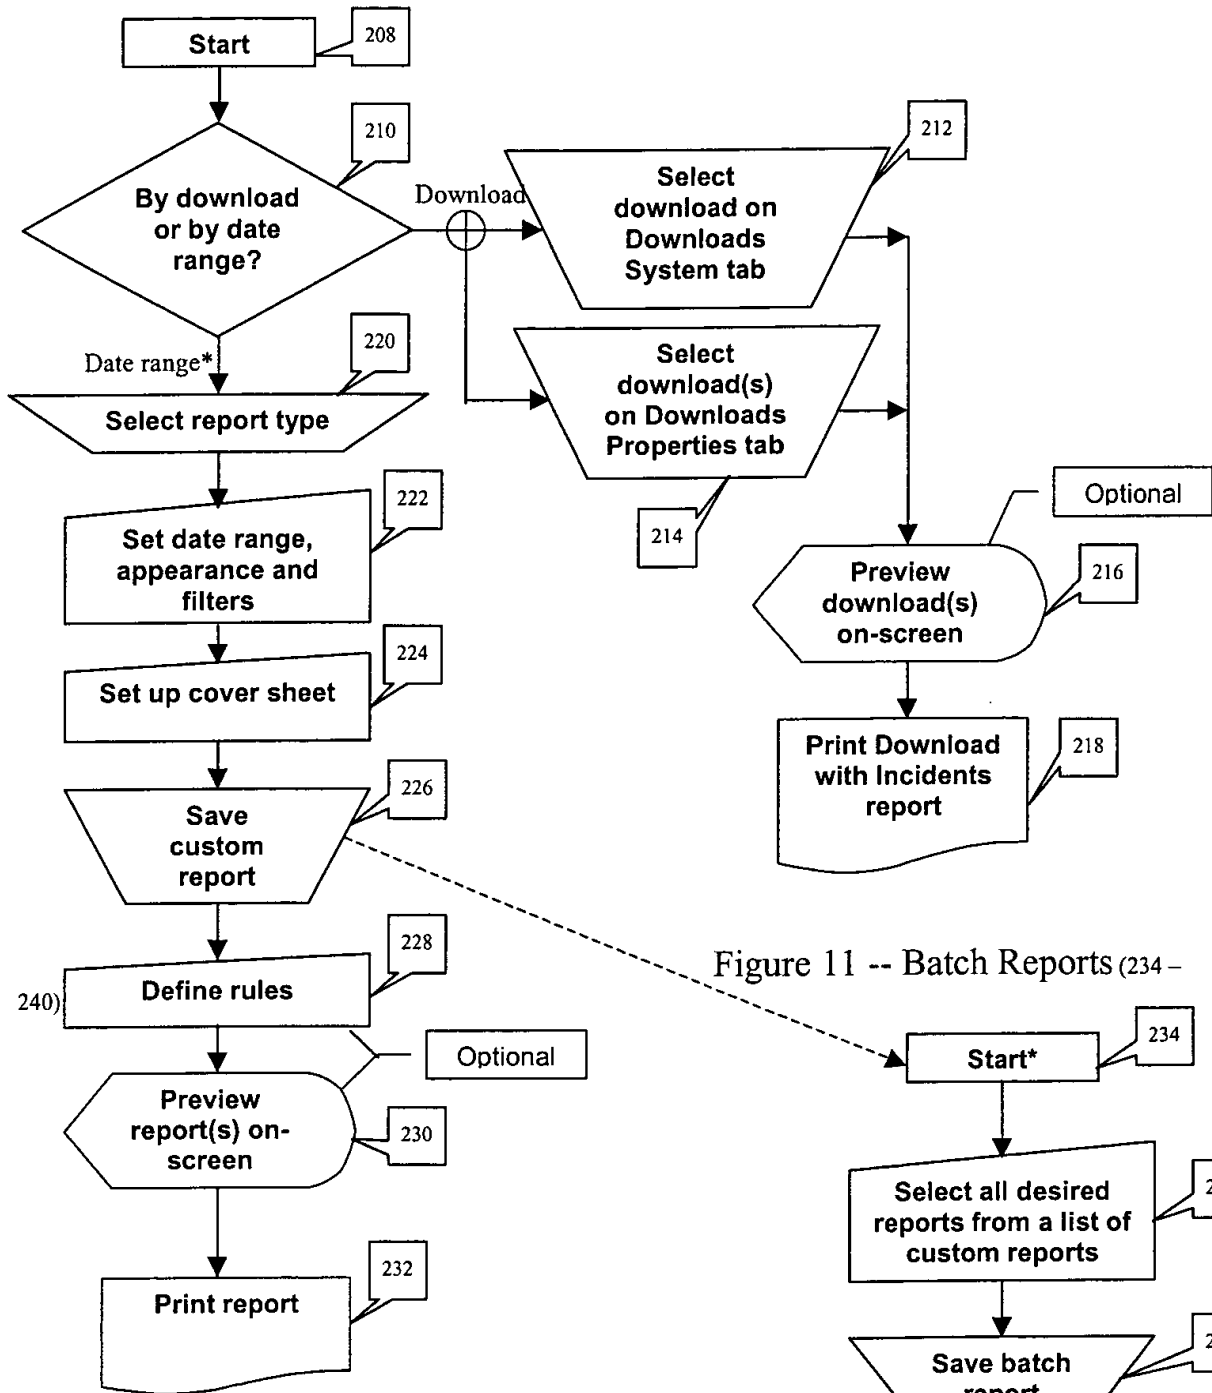 Start
208
By download
or by date
range?
210
Download
Select
download on
Downloads
System tab
212
Date range*
220
Select report type
Select
download(s)
on Downloads
Properties tab
214
Set date range,
appearance and
filters
222
Optional
Preview
download(s)
on-screen
216
Set up cover sheet
224
Print Download
with Incidents
report
218
Save
custom
report
226
Define rules
228
Figure 11 -- Batch Reports (234 –
240)
Optional
Start*
234
Preview
report(s) on-
screen
230
Select all desired
reports from a list of
custom reports
2
Print report
232
Save batch
report
2